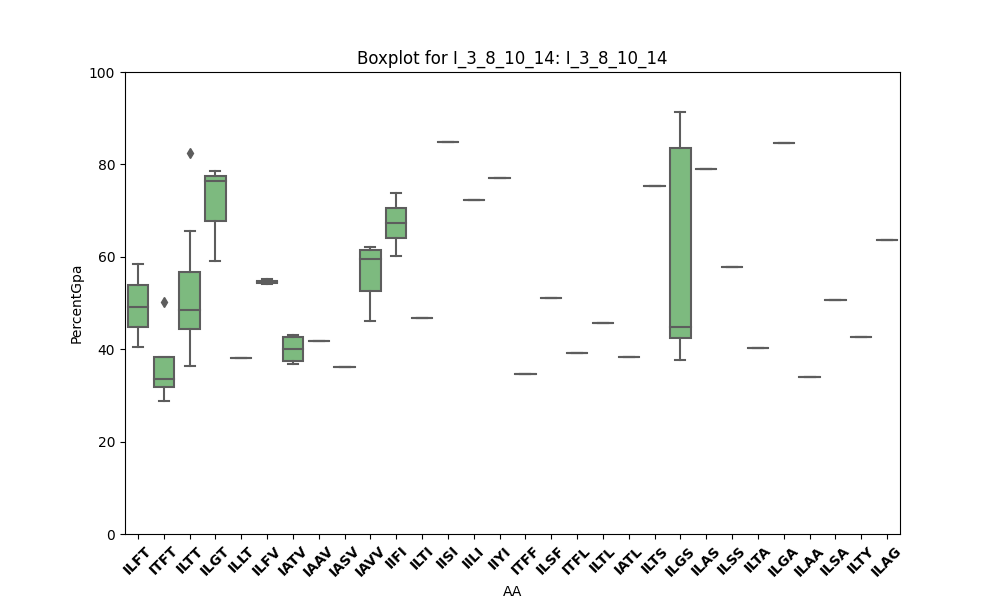 Boxplot for I_3_8_10_14: I_3_8_10_14
100
80
60
40
20
0
PercentGpa
ILFT ITFT ILTT ILGT ILLT ILFV IATV IAAV IASV IAVV IIFI ILTI IISI IILI IIYI ITFF ILSF ITFL ILTL IATL ILTS ILGS ILAS ILSS ILTA ILGA ILAA ILSA ILTY ILAG
AA